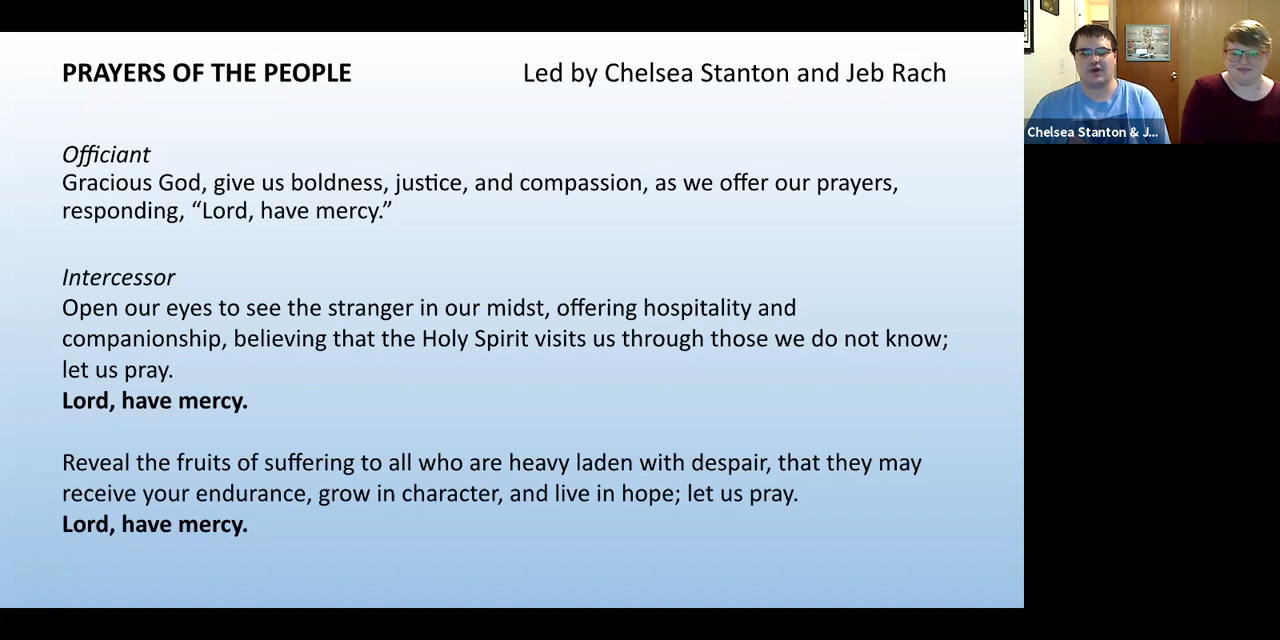 PRAYERS OF THE PEOPLE Led by Chelsea Stanton and Jeb Rach
Officiant
Gracious God, give us boldness, justice, and compassion, as we offer our prayers,
responding, “Lord, have mercy.”
Intercessor
Open our eyes to see the stranger in our midst, offering hospitality and
companionship, believing that the Holy Spirit visits us through those we do not know;
let us pray.
Lord, have mercy.
Reveal the fruits of suffering to all who are heavy laden with despair, that they may
receive your endurance, grow in character, and live in hope; let us pray.
Lord, have mercy.
Chelsea Stanton & J...